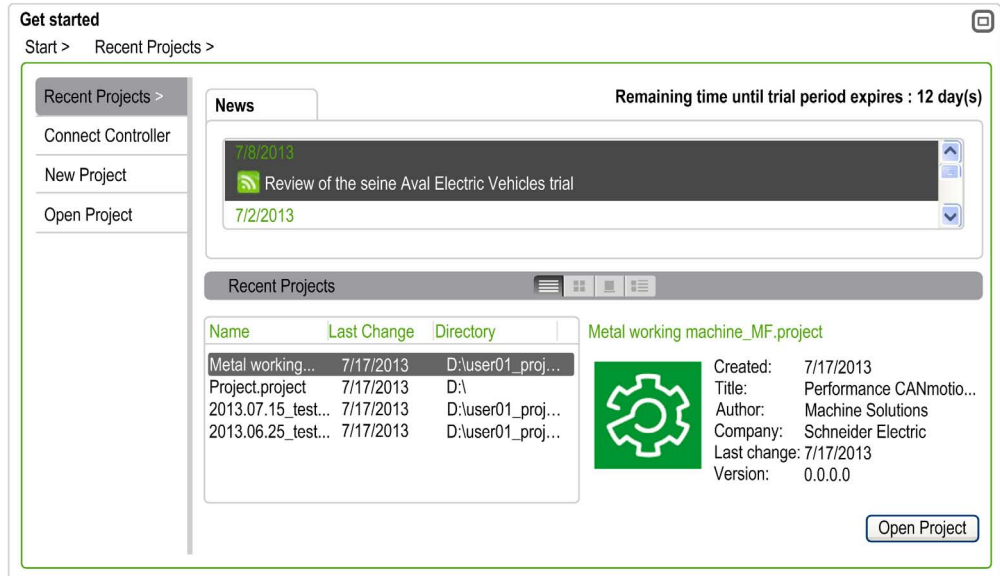 Get started
Start >    Recent Projects >
Recent Projects >
Connect Controller
New Project
Open Project
News
Remaining time until trial period expires : 12 day(s)
7/8/2013
Review of the seine Aval Electric Vehicles trial
7/2/2013
Recent Projects
Name    Last Change    Directory
Metal working...    7/17/2013    D:\user01_proj...
Project.project    7/17/2013    D:\
2013.07.15_test...    7/17/2013    D:\user01_proj...
2013.06.25_test...    7/17/2013    D:\user01_proj...
Metal working machine_MF.project
Created:    7/17/2013
Title:    Performance CANmotio...
Author:    Machine Solutions
Company:    Schneider Electric
Last change:    7/17/2013
Version:    0.0.0.0
Open Project